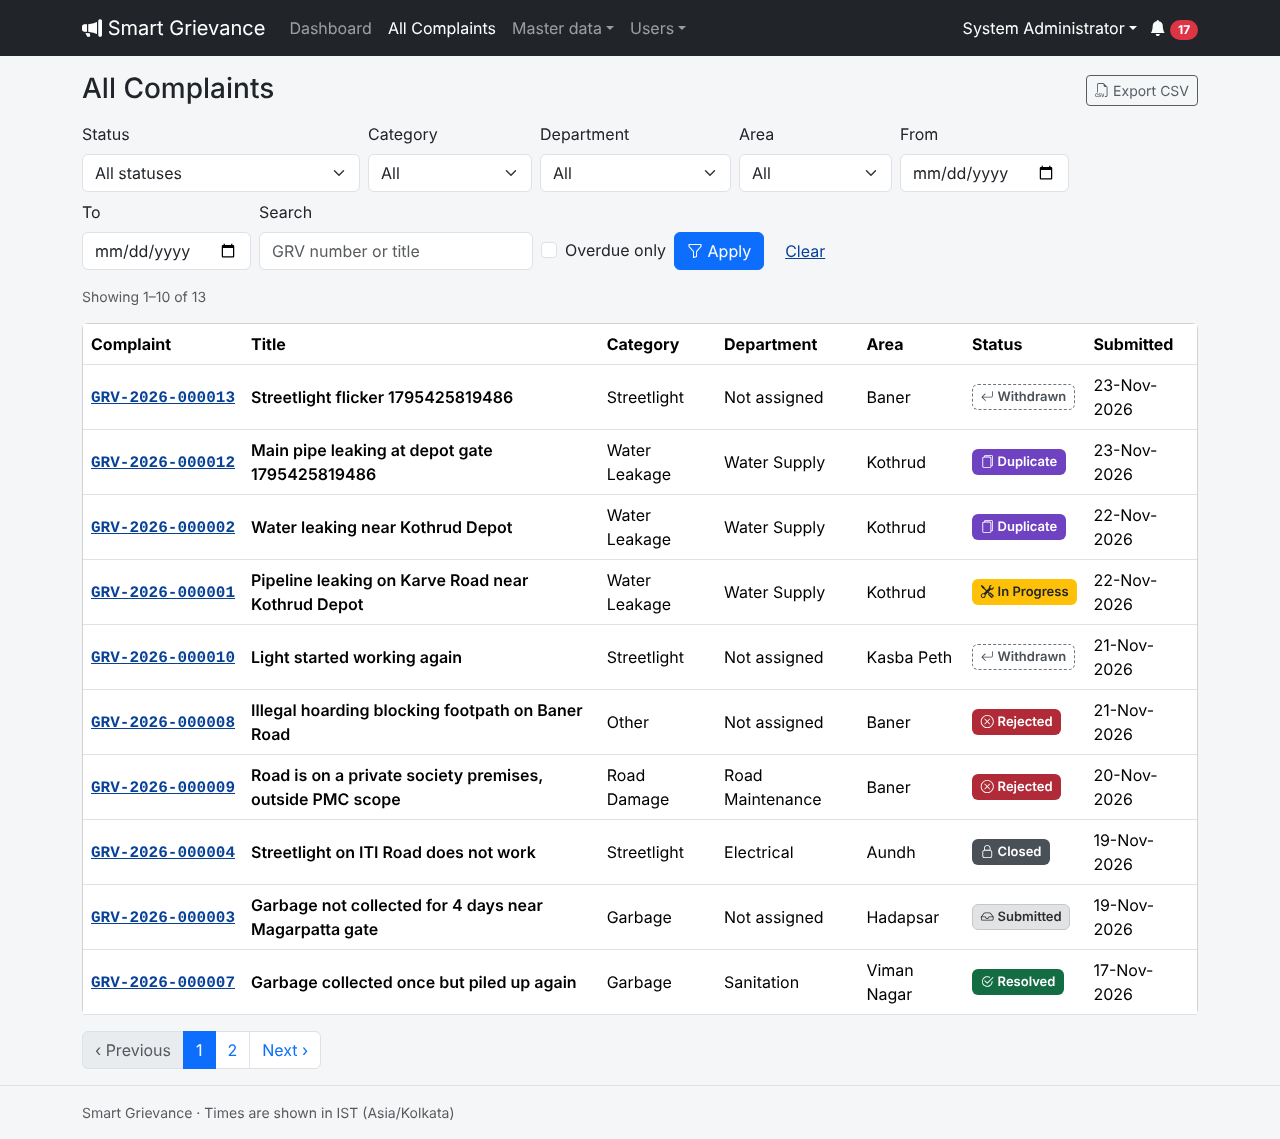 Smart Grievance Dashboard All Complaints Master data Users System Administrator 17
All Complaints
Export CSV
Status Category Department Area From
All statuses All All All mm/dd/yyyy
To Search
mm/dd/yyyy GRV number or title Overdue only Apply Clear
Showing 1–10 of 13
Complaint Title Category Department Area Status Submitted
GRV-2026-000013 Streetlight flicker 1795425819486 Streetlight Not assigned Baner Withdrawn 23-Nov-
2026
GRV-2026-000012 Main pipe leaking at depot gate
1795425819486 Water
Leakage Water Supply Kothrud Duplicate 23-Nov-
2026
GRV-2026-000002 Water leaking near Kothrud Depot Water
Leakage Water Supply Kothrud Duplicate 22-Nov-
2026
GRV-2026-000001 Pipeline leaking on Karve Road near
Kothrud Depot Water
Leakage Water Supply Kothrud In Progress 22-Nov-
2026
GRV-2026-000010 Light started working again Streetlight Not assigned Kasba Peth Withdrawn 21-Nov-
2026
GRV-2026-000008 Illegal hoarding blocking footpath on Baner
Road Other Not assigned Baner Rejected 21-Nov-
2026
GRV-2026-000009 Road is on a private society premises,
outside PMC scope Road
Damage Road
Maintenance Baner Rejected 20-Nov-
2026
GRV-2026-000004 Streetlight on ITI Road does not work Streetlight Electrical Aundh Closed 19-Nov-
2026
GRV-2026-000003 Garbage not collected for 4 days near
Magarpatta gate Garbage Not assigned Hadapsar Submitted 19-Nov-
2026
GRV-2026-000007 Garbage collected once but piled up again Garbage Sanitation Viman
Nagar Resolved 17-Nov-
2026
‹ Previous 1 2 Next ›
Smart Grievance · Times are shown in IST (Asia/Kolkata)